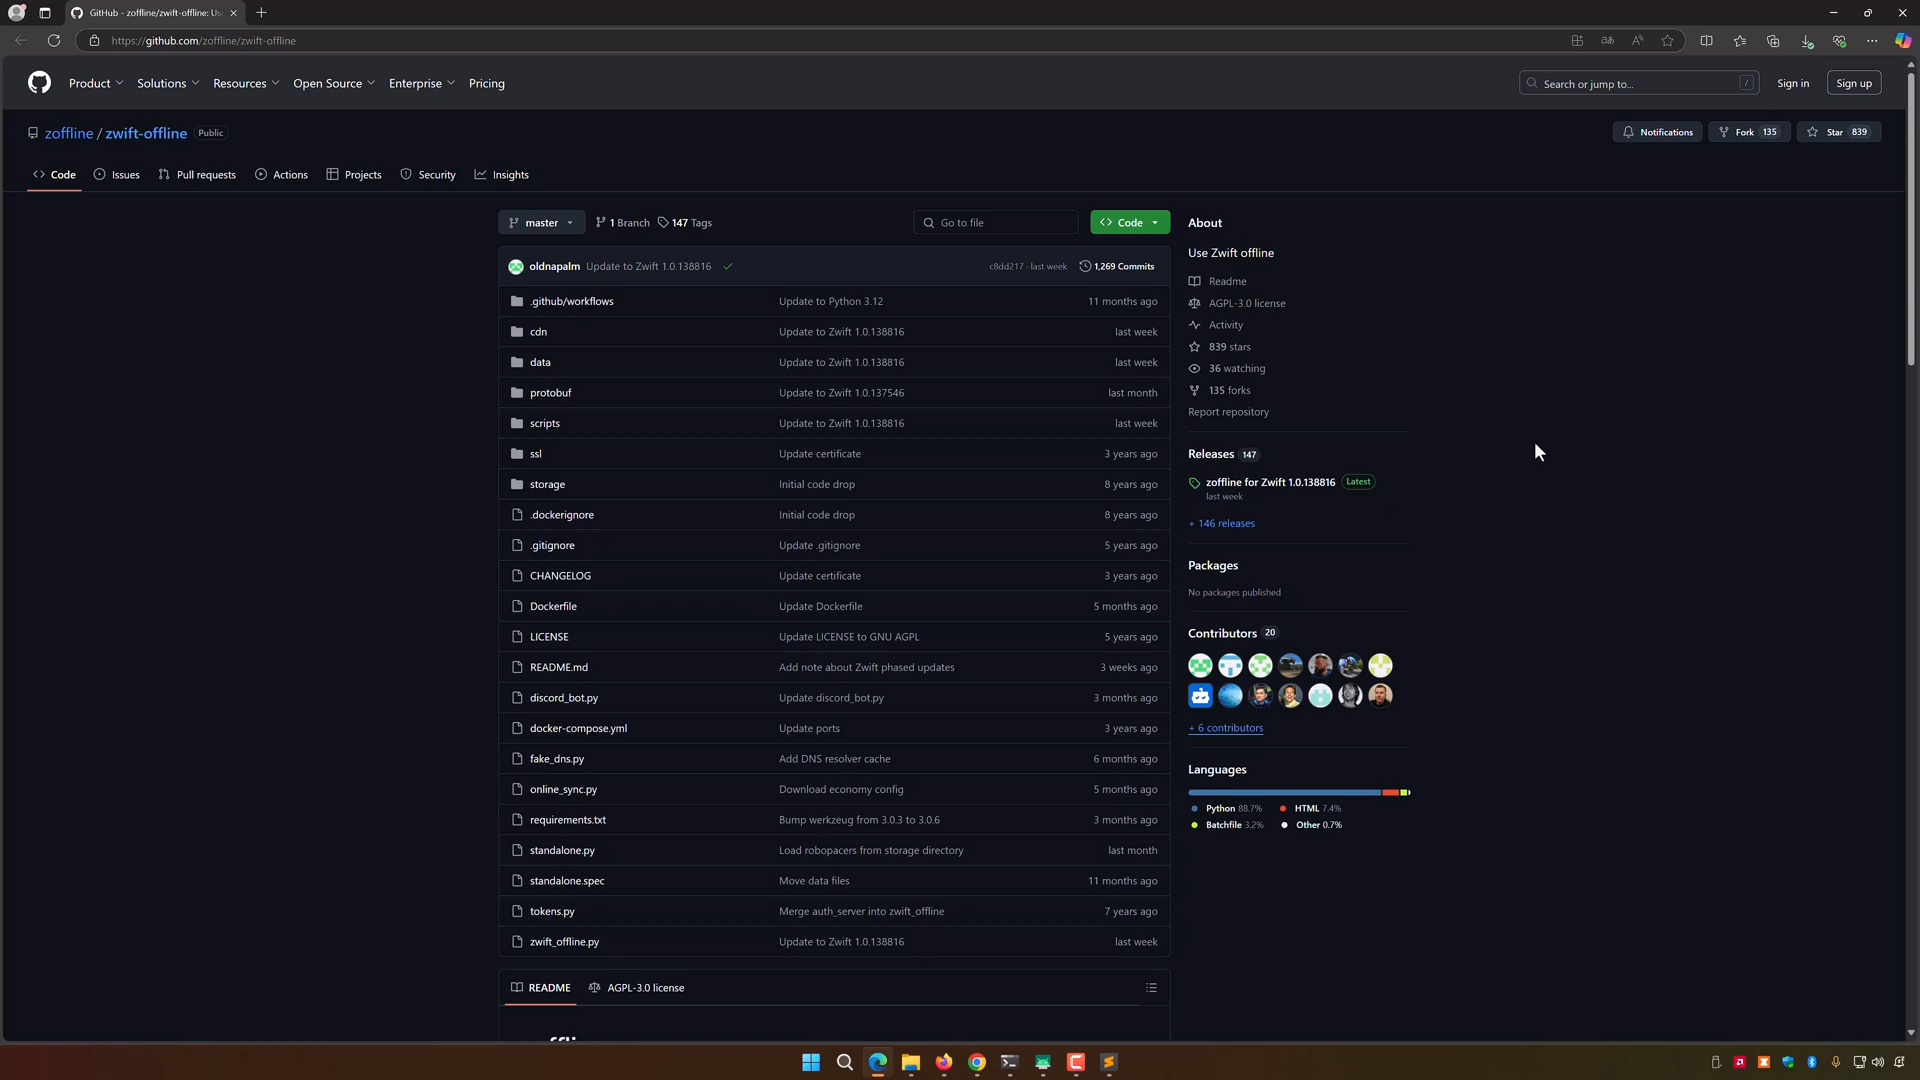 GitHub - zoffline/zwift-offline: Us
https://github.com/zoffline/zwift-offline
Product
Solutions
Resources
Open Source
Enterprise
Pricing
Search or jump to...
/
Sign in
Sign up
zoffline / zwift-offline
Public
Notifications
Fork 135
Star 839
Code
Issues
Pull requests
Actions
Projects
Security
Insights
master
1 Branch
147 Tags
Go to file
Code
oldnapalm Update to Zwift 1.0.138816
c8dd217 · last week
1,269 Commits
.github/workflows Update to Python 3.12 11 months ago
cdn Update to Zwift 1.0.138816 last week
data Update to Zwift 1.0.138816 last week
protobuf Update to Zwift 1.0.137546 last month
scripts Update to Zwift 1.0.138816 last week
ssl Update certificate 3 years ago
storage Initial code drop 8 years ago
.dockerignore Initial code drop 8 years ago
.gitignore Update .gitignore 5 years ago
CHANGELOG Update certificate 3 years ago
Dockerfile Update Dockerfile 5 months ago
LICENSE Update LICENSE to GNU AGPL 5 years ago
README.md Add note about Zwift phased updates 3 weeks ago
discord_bot.py Update discord_bot.py 3 months ago
docker-compose.yml Update ports 3 years ago
fake_dns.py Add DNS resolver cache 6 months ago
online_sync.py Download economy config 5 months ago
requirements.txt Bump werkzeug from 3.0.3 to 3.0.6 3 months ago
standalone.py Load robopacers from storage directory last month
standalone.spec Move data files 11 months ago
tokens.py Merge auth_server into zwift_offline 7 years ago
zwift_offline.py Update to Zwift 1.0.138816 last week
README
AGPL-3.0 license
About
Use Zwift offline
Readme
AGPL-3.0 license
Activity
839 stars
36 watching
135 forks
Report repository
Releases 147
zoffline for Zwift 1.0.138816 Latest
last week
+ 146 releases
Packages
No packages published
Contributors 20
+ 6 contributors
Languages
Python 88.7%
HTML 7.4%
Batchfile 3.2%
Other 0.7%